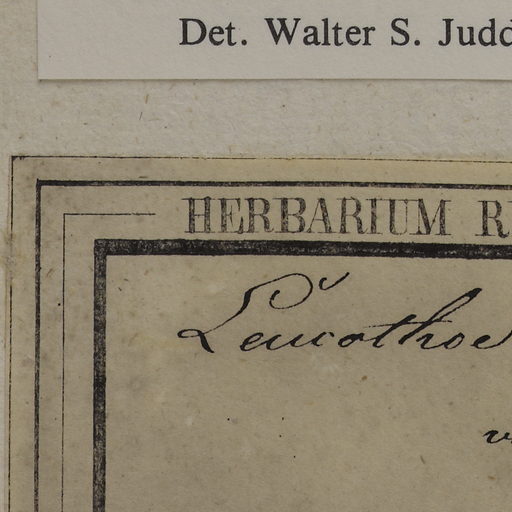 Det. Walter S. Judd
HERBARIUM
Leucothoe